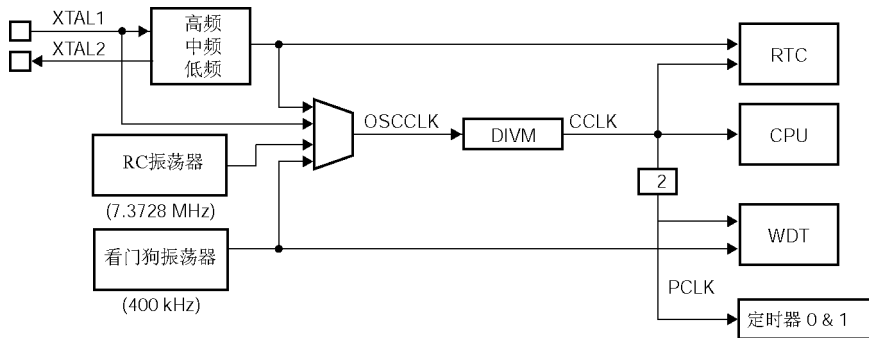 XTAL1
XTAL2
高频
中频
低频
RTC
OSCCLK
DIVM
CCLK
CPU
RC振荡器
(7.3728 MHz)
2
看门狗振荡器
(400 kHz)
WDT
PCLK
定时器 0 & 1